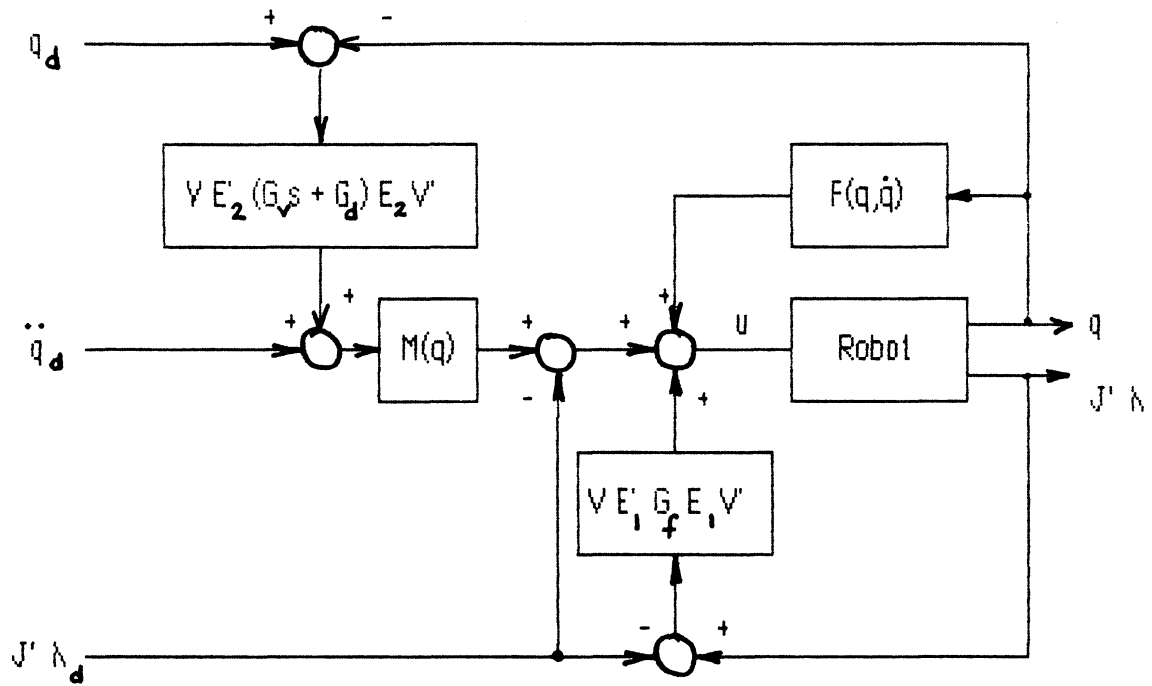 + -
q_d
V E'_2 (G_v s + G_d) E_2 V'
F(q,q̇)
+
+
+
+
+
u
q̈_d
M(q)
Robot
q
-
+
J' λ
V E'_1 G_f E_1 V'
- +
J' λ_d